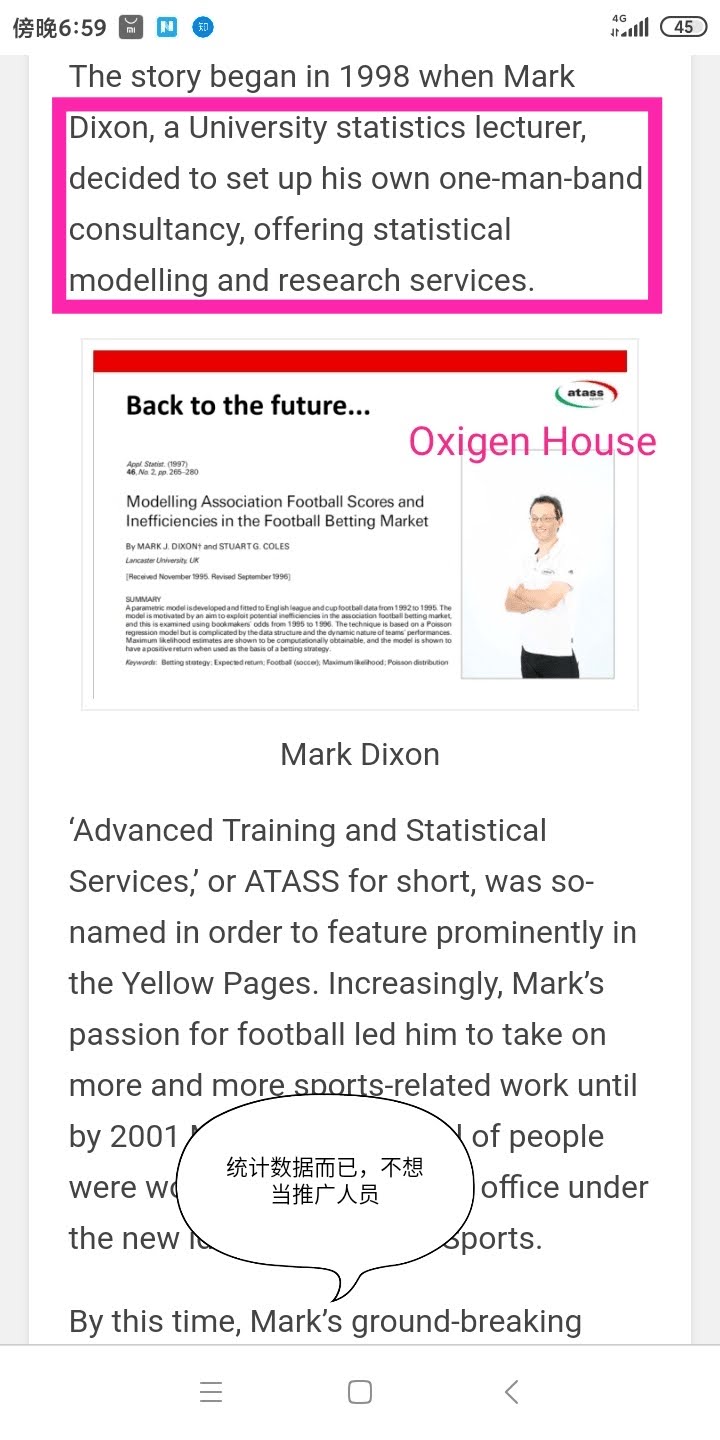 傍晚6:59
mi
N
知
4G
45
The story began in 1998 when Mark
Dixon, a University statistics lecturer,
decided to set up his own one-man-band
consultancy, offering statistical
modelling and research services.
Back to the future...
atass
Oxigen House
Appl. Statist. (1997)
46, No. 2, pp. 265–280
Modelling Association Football Scores and
Inefficiencies in the Football Betting Market
By MARK J. DIXON† and STUART G. COLES
Lancaster University, UK
[Received November 1995. Revised September 1996]
SUMMARY
A parametric model is developed and fitted to English league and cup football data from 1992 to 1995. The
model is motivated by an aim to exploit potential inefficiencies in the association football betting market,
and this is examined using bookmakers' odds from 1995 to 1996. The technique is based on a Poisson
regression model but is complicated by the data structure and the dynamic nature of teams' performances.
Maximum likelihood estimates are shown to be computationally obtainable, and the model is shown to
have a positive return when used as the basis of a betting strategy.
Keywords: Betting strategy; Expected return; Football (soccer); Maximum likelihood; Poisson distribution
Mark Dixon
‘Advanced Training and Statistical
Services,’ or ATASS for short, was so-
named in order to feature prominently in
the Yellow Pages. Increasingly, Mark’s
passion for football led him to take on
more and more sports-related work until
by 2001 of people
were office under
the new sports.
统计数据而已，不想
当推广人员
By this time, Mark’s ground-breaking